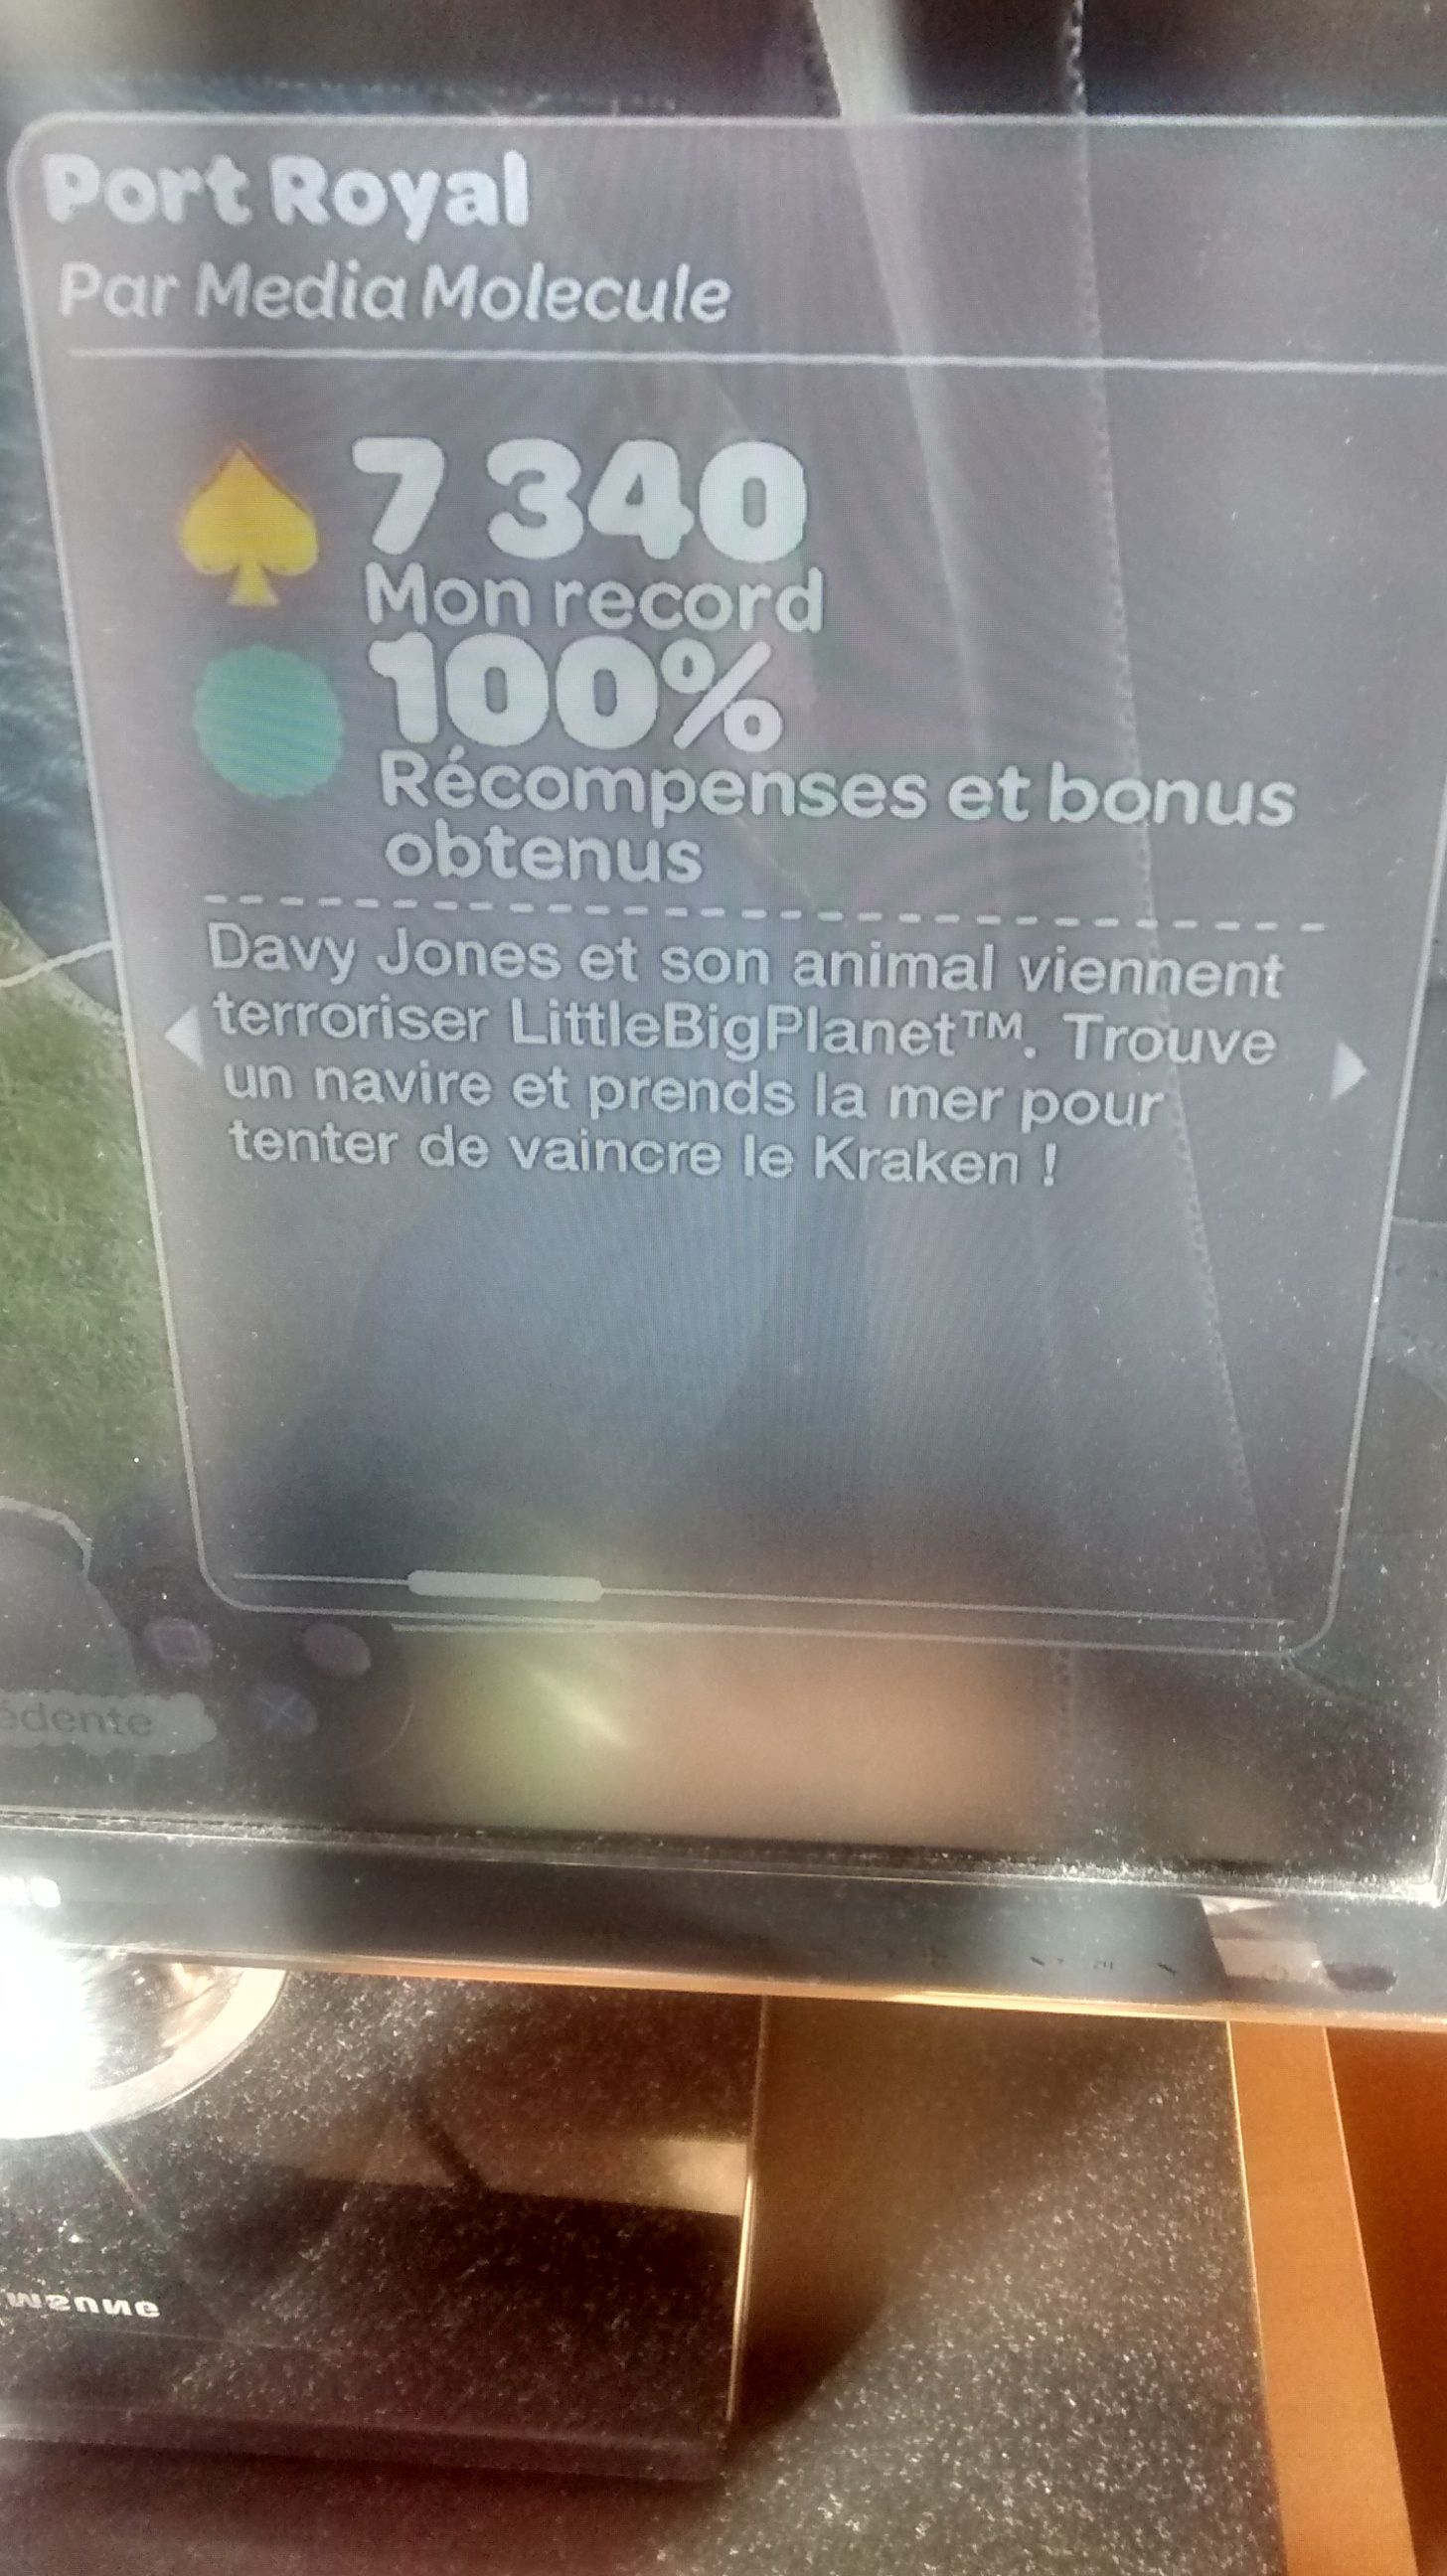 Port Royal
Par Media Molecule
7 340
Mon record
100%
Récompenses et bonus
obtenus
Davy Jones et son animal viennent
terroriser LittleBigPlanet™. Trouve
un navire et prends la mer pour
tenter de vaincre le Kraken !
édente